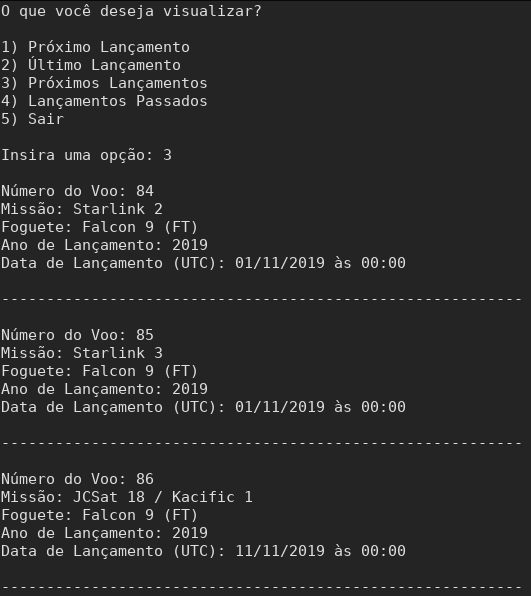 O que você deseja visualizar?
1) Próximo Lançamento
2) Último Lançamento
3) Próximos Lançamentos
4) Lançamentos Passados
5) Sair
Insira uma opção: 3
Número do Voo: 84
Missão: Starlink 2
Foguete: Falcon 9 (FT)
Ano de Lançamento: 2019
Data de Lançamento (UTC): 01/11/2019 às 00:00
----------------------------------------------------------
Número do Voo: 85
Missão: Starlink 3
Foguete: Falcon 9 (FT)
Ano de Lançamento: 2019
Data de Lançamento (UTC): 01/11/2019 às 00:00
----------------------------------------------------------
Número do Voo: 86
Missão: JCSat 18 / Kacific 1
Foguete: Falcon 9 (FT)
Ano de Lançamento: 2019
Data de Lançamento (UTC): 11/11/2019 às 00:00
----------------------------------------------------------